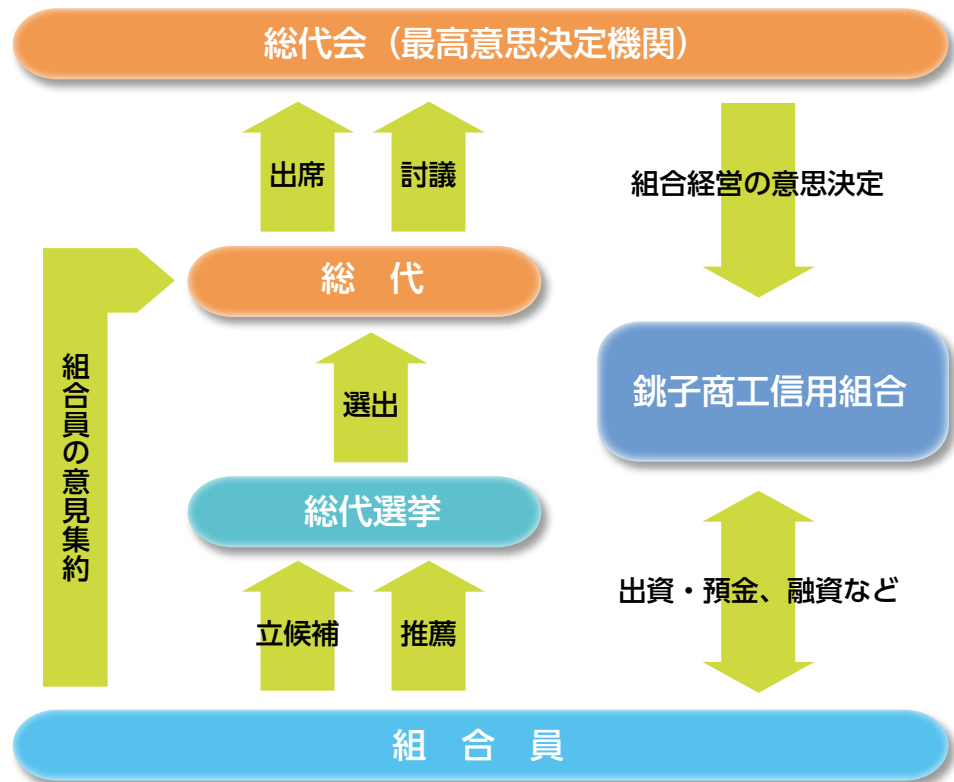 総代会（最高意思決定機関）
出席
討議
組合経営の意思決定
総　代
組合員の意見集約
選出
銚子商工信用組合
総代選挙
立候補
推薦
出資・預金、融資など
組　合　員